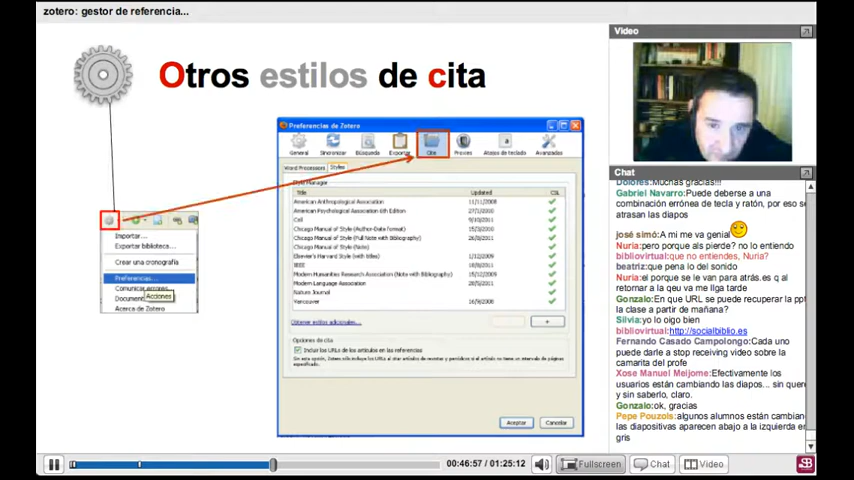 zotero: gestor de referencia...
Otros estilos de cita
Importar...
Exportar biblioteca...
Crear una cronografía
Preferencias...
Comunicar errores...
Acciones
Acerca de Zotero
Preferencias de Zotero
General
Sincronizar
Búsqueda
Exportar
Cita
Proxies
Atajos de teclado
Avanzadas
Word Processors
Styles
Style Manager
Title Updated CSL
American Anthropological Association
American Psychological Association 6th Edition
Cell
Chicago Manual of Style (Author-Date format)
Chicago Manual of Style (Full Note with Bibliography)
Chicago Manual of Style (Note)
Elsevier's Harvard Style (with titles)
IEEE
Modern Humanities Research Association (Note with Bibliography)
Modern Language Association
Nature Journal
Vancouver
Obtener estilos adicionales...
+
Opciones de cita
Incluir los URLs de los artículos en las referencias
Aceptar
Cancelar
Video
Chat
Dolores:Muchas gracias!!!
Gabriel Navarro:Puede deberse a una
combinación errónea de tecla y ratón, por eso se
atrasan las diapos
josé simó:A mi me va genial
Nuria:pero porque als pierde? no lo entiendo
bibliovirtual:que no entiendes, Nuria?
beatriz:que pena lo del sonido
Nuria:el porque se le van para atrás.es q al
retornar a la qeu va me llga tarde
Gonzalo:En que URL se puede recuperar la ppt
la clase a partir de mañana?
Silvia:yo lo oigo bien
bibliovirtual:http://socialbiblio.es
Fernando Casado Campolongo:Cada uno
puede darle a stop receiving video sobre la
camarita del profe
Xose Manuel Meijome:Efectivamente los
usuarios están cambiando las diapos... sin quere
y sin saberlo, claro.
Gonzalo:ok, gracias
Pepe Pouzols:algunos alumnos están cambian
las diapositivas aparecen abajo a la izquierda en
gris
00:46:57 / 01:25:12
Fullscreen
Chat
Video